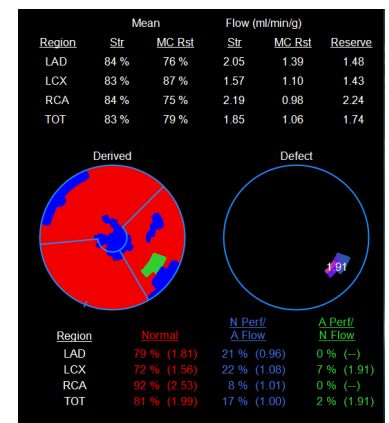 Mean Flow (ml/min/g)
Region Str MC Rst Str MC Rst Reserve
LAD 84 % 76 % 2.05 1.39 1.48
LCX 83 % 87 % 1.57 1.10 1.43
RCA 84 % 75 % 2.19 0.98 2.24
TOT 83 % 79 % 1.85 1.06 1.74
Derived Defect
1.91
N Perf/ A Perf/
Region Normal A Flow N Flow
LAD 79 % (1.81) 21 % (0.96) 0 % (--)
LCX 72 % (1.56) 22 % (1.08) 7 % (1.91)
RCA 92 % (2.53) 8 % (1.01) 0 % (--)
TOT 81 % (1.99) 17 % (1.00) 2 % (1.91)